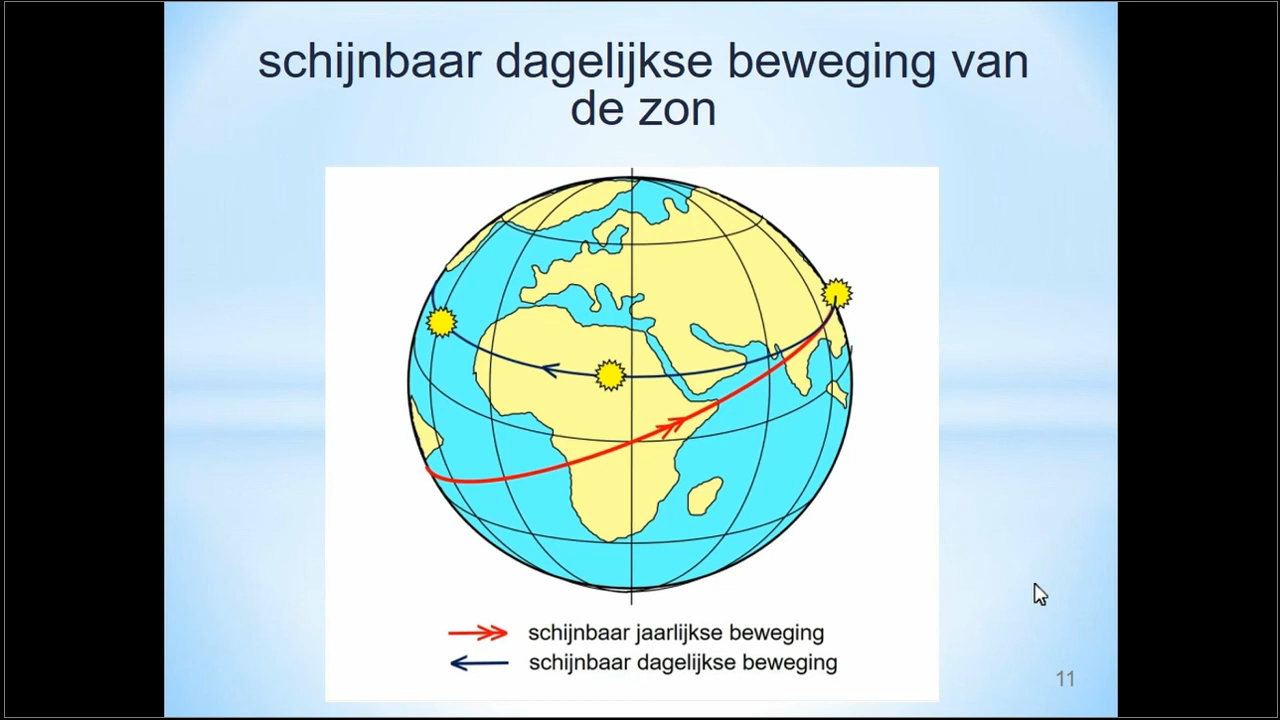 schijnbaar dagelijkse beweging van
de zon
schijnbaar jaarlijkse beweging
schijnbaar dagelijkse beweging
11